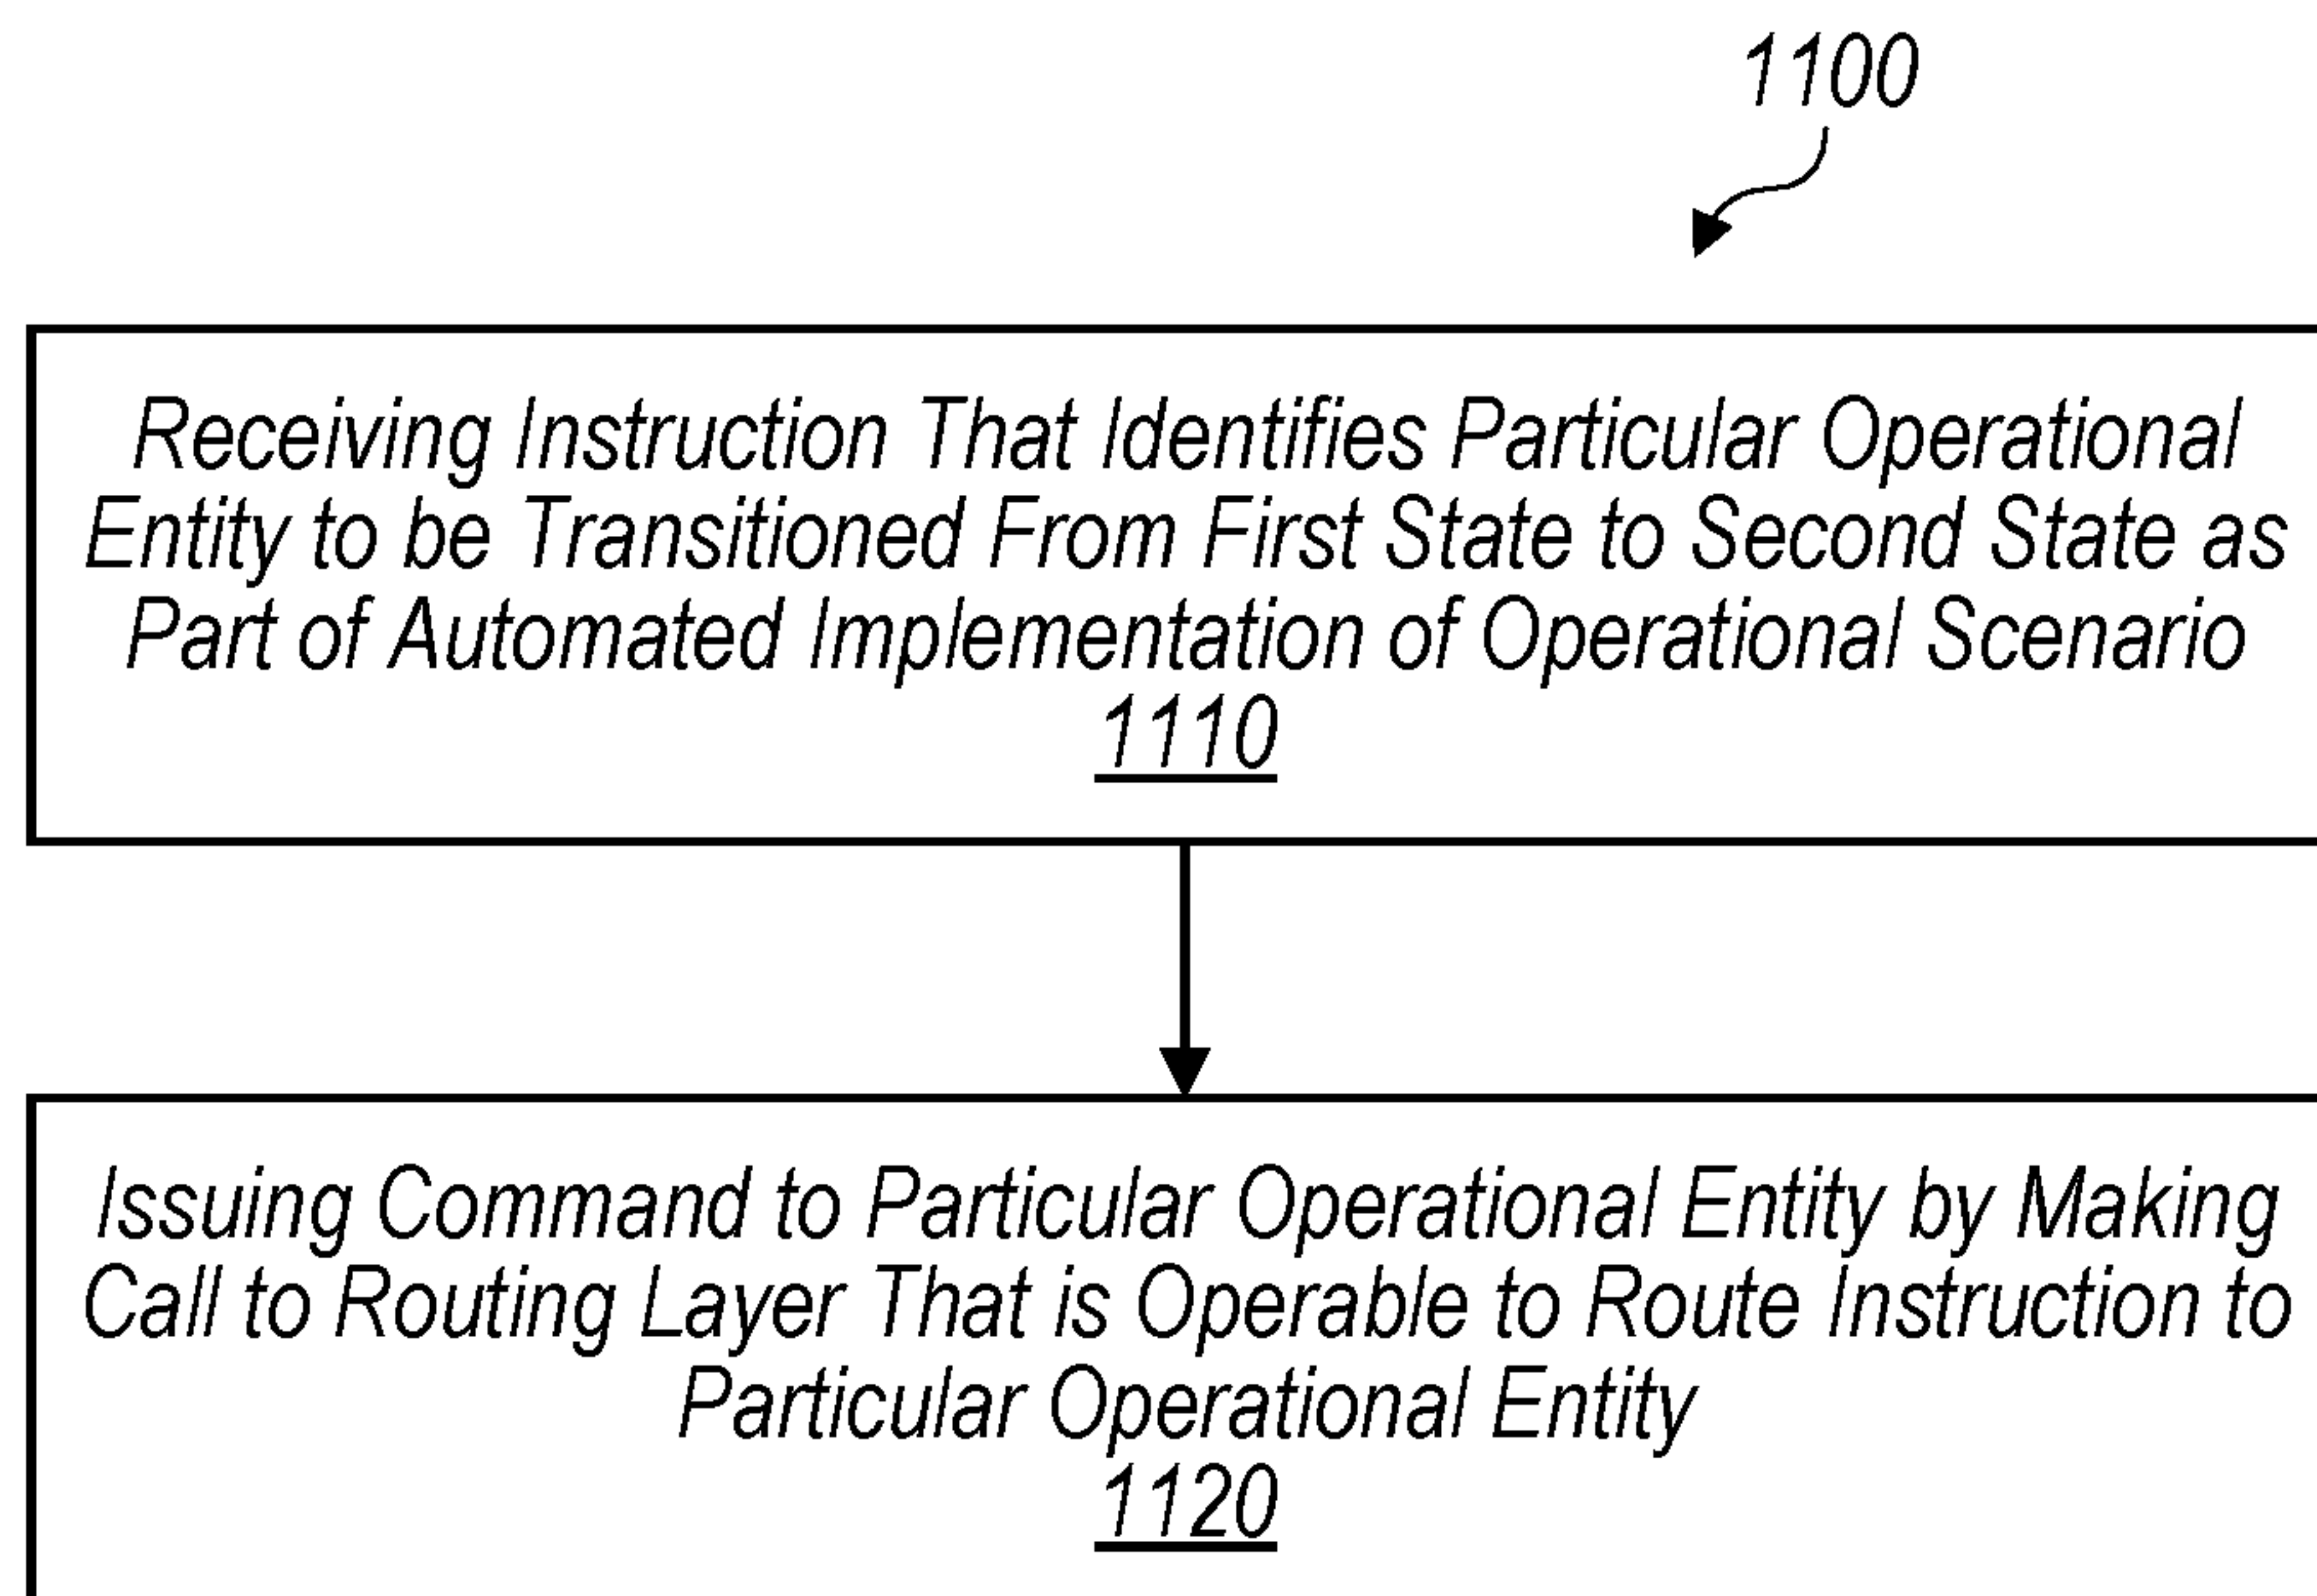 1100
Receiving Instruction That Identifies Particular Operational
Entity to be Transitioned From First State to Second State as
Part of Automated Implementation of Operational Scenario
1110
Issuing Command to Particular Operational Entity by Making
Call to Routing Layer That is Operable to Route Instruction to
Particular Operational Entity
1120